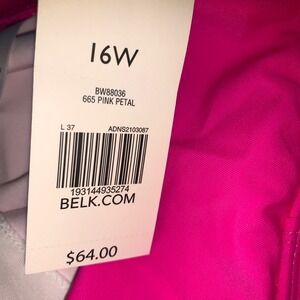 16W
BW88036
665 PINK PETAL
L 37 ADNS2103087
193144935274
BELK.COM
$64.00